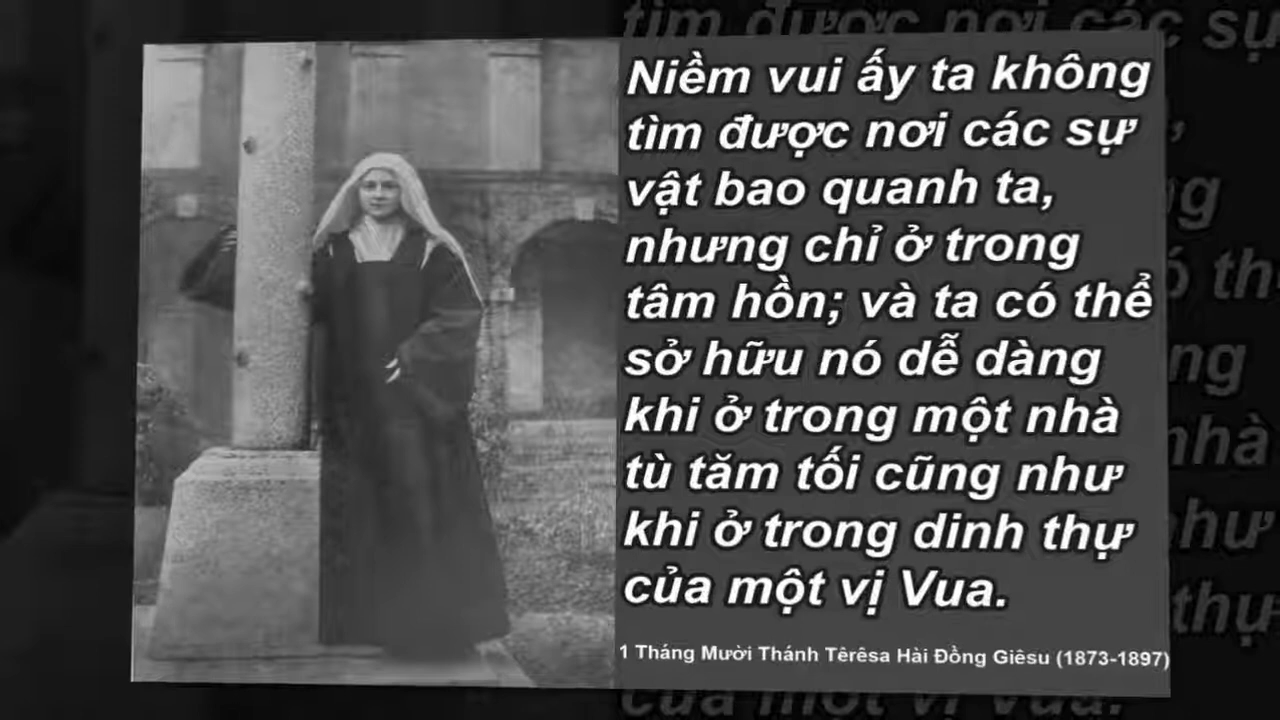 Niềm vui ấy ta không
tìm được nơi các sự
vật bao quanh ta,
nhưng chỉ ở trong
tâm hồn; và ta có thể
sở hữu nó dễ dàng
khi ở trong một nhà
tù tăm tối cũng như
khi ở trong dinh thự
của một vị Vua.
1 Tháng Mười Thánh Têrêsa Hài Đồng Giêsu (1873-1897)